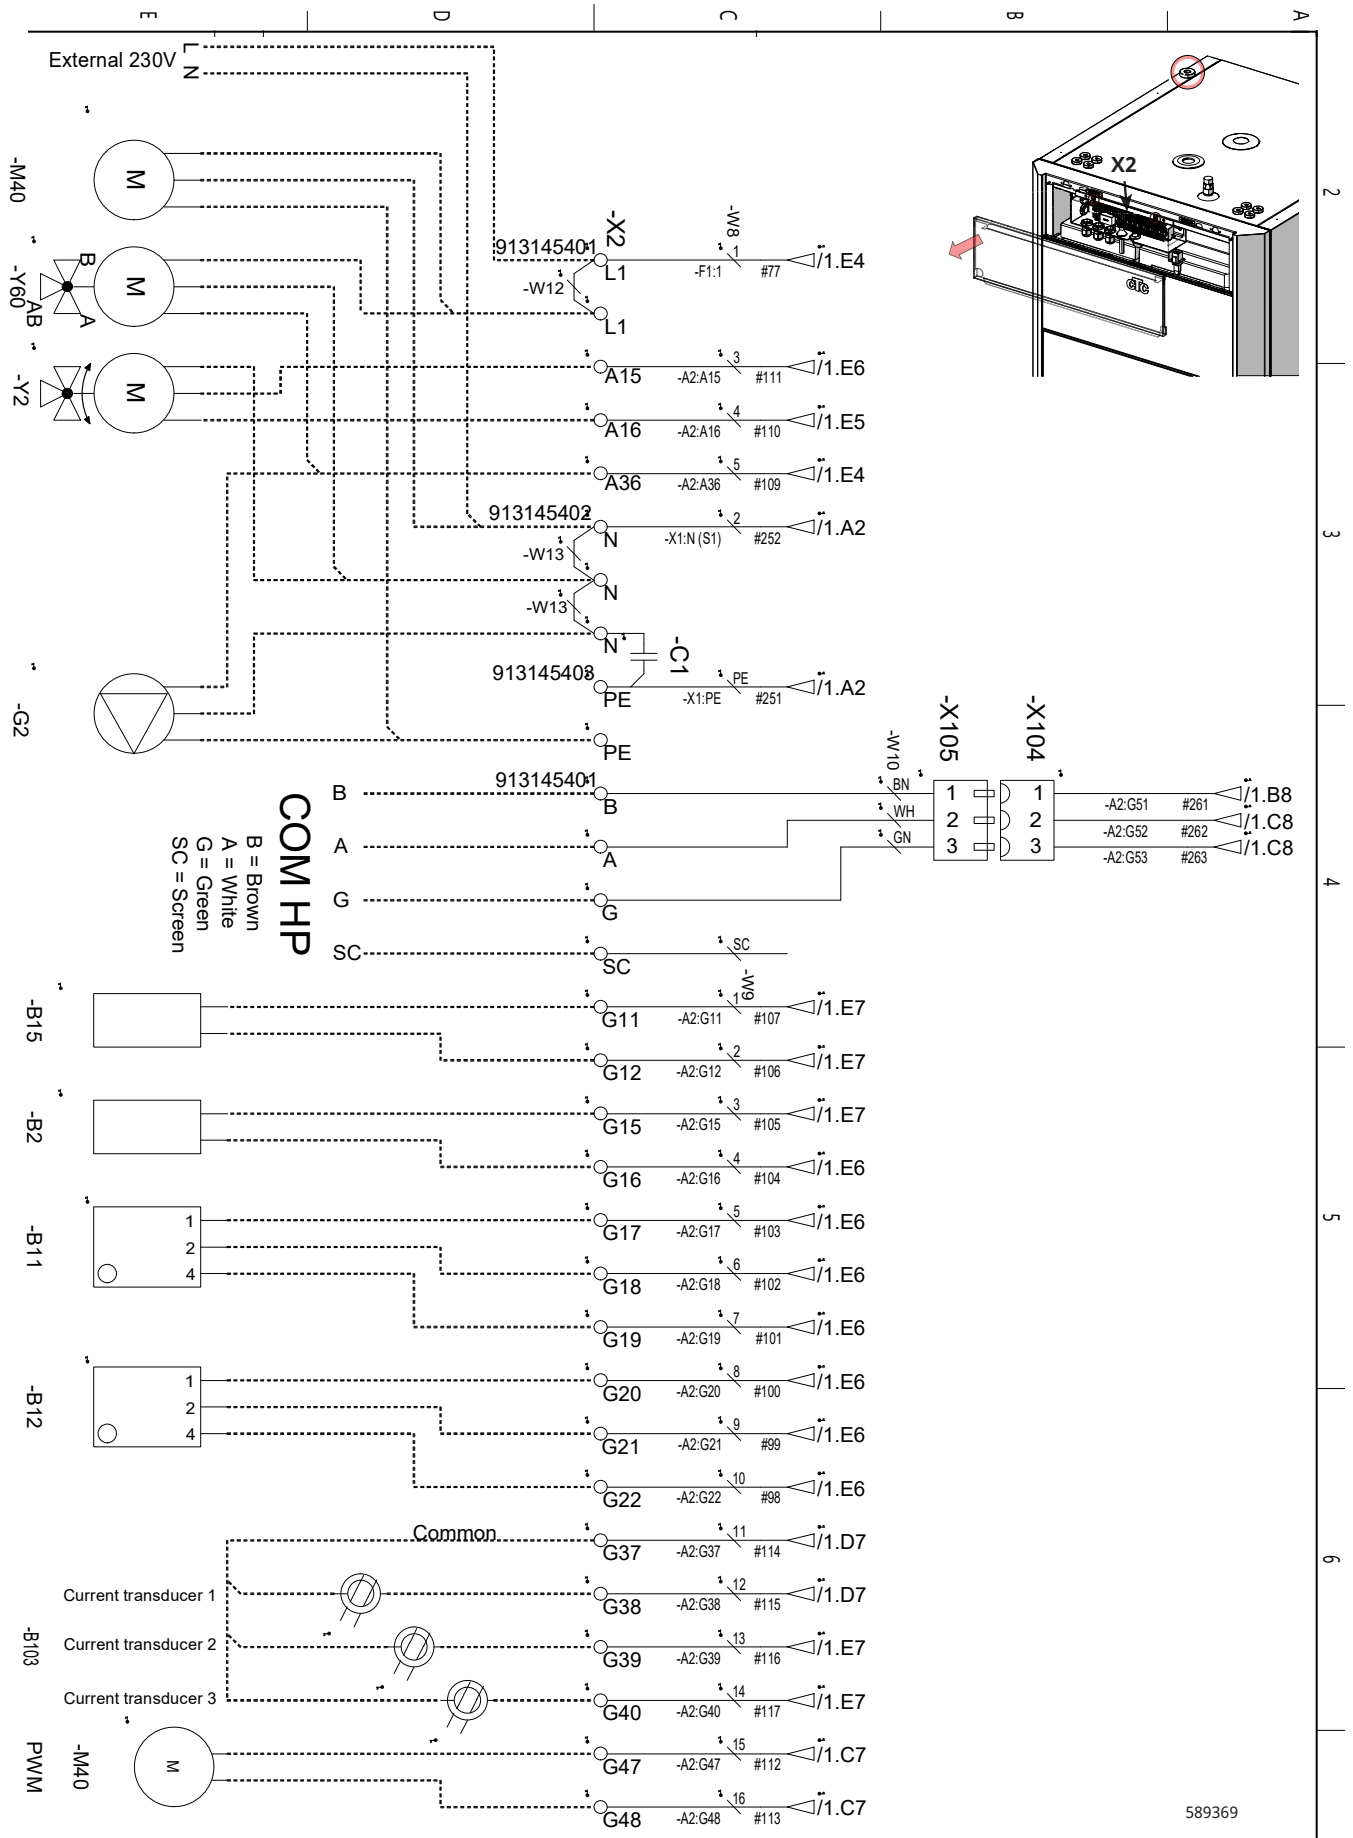 E D C B A
External 230V
L
N
X2
cTc
2
-M40
M
-X2
-W8
913145401
L1
-F1:1
1
#77
/1.E4
-W12
L1
B
A
AB
-Y60
M
A15
-A2:A15
3
#111
/1.E6
-Y2
M
A16
-A2:A16
4
#110
/1.E5
A36
-A2:A36
5
#109
/1.E4
913145402
N
-X1:N (S1)
2
#252
/1.A2
3
-W13
N
-W13
N
-C1
913145403
PE
-X1:PE
PE
#251
/1.A2
-G2
PE
-X105
-X104
-W10
913145401
B
B
BN
1
1
-A2:G51
#261
/1.B8
WH
2
2
-A2:G52
#262
/1.C8
A
A
GN
3
3
-A2:G53
#263
/1.C8
4
G
G
SC
SC
SC
COM HP
B = Brown
A = White
G = Green
SC = Screen
-W9
-B15
G11
-A2:G11
1
#107
/1.E7
G12
-A2:G12
2
#106
/1.E7
-B2
G15
-A2:G15
3
#105
/1.E7
G16
-A2:G16
4
#104
/1.E6
-B11
1
2
4
G17
-A2:G17
5
#103
/1.E6
5
G18
-A2:G18
6
#102
/1.E6
G19
-A2:G19
7
#101
/1.E6
-B12
1
2
4
G20
-A2:G20
8
#100
/1.E6
G21
-A2:G21
9
#99
/1.E6
G22
-A2:G22
10
#98
/1.E6
Common
G37
-A2:G37
11
#114
/1.D7
6
Current transducer 1
G38
-A2:G38
12
#115
/1.D7
-B103
Current transducer 2
G39
-A2:G39
13
#116
/1.E7
Current transducer 3
G40
-A2:G40
14
#117
/1.E7
-M40
PWM
M
G47
-A2:G47
15
#112
/1.C7
G48
-A2:G48
16
#113
/1.C7
589369